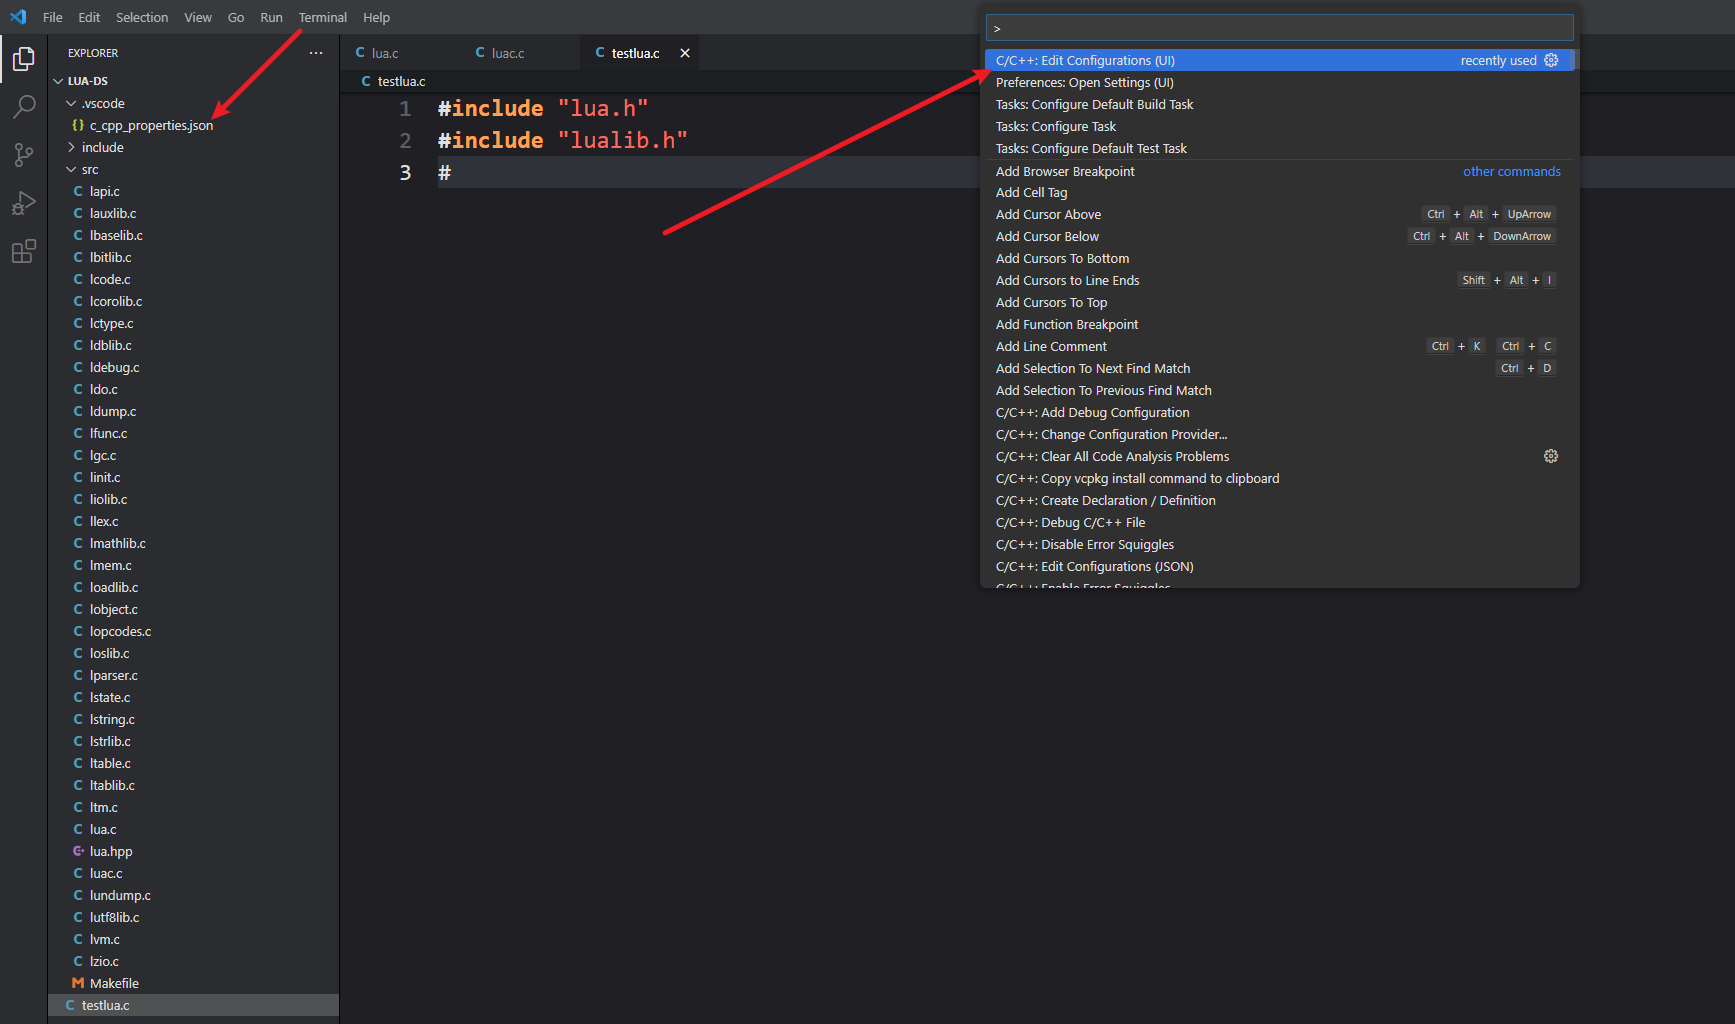 File Edit Selection View Go Run Terminal Help
EXPLORER
LUA-DS
.vscode
{} c_cpp_properties.json
include
src
C lapi.c
C lauxlib.c
C lbaselib.c
C lbitlib.c
C lcode.c
C lcorolib.c
C lctype.c
C ldblib.c
C ldebug.c
C ldo.c
C ldump.c
C lfunc.c
C lgc.c
C linit.c
C liolib.c
C llex.c
C lmathlib.c
C lmem.c
C loadlib.c
C lobject.c
C lopcodes.c
C loslib.c
C lparser.c
C lstate.c
C lstring.c
C lstrlib.c
C ltable.c
C ltablib.c
C ltm.c
C lua.c
C++ lua.hpp
C luac.c
C lundump.c
C lutf8lib.c
C lvm.c
C lzio.c
M Makefile
C testlua.c
C lua.c C luac.c C testlua.c
C testlua.c
1 #include "lua.h"
2 #include "lualib.h"
3 #
>
C/C++: Edit Configurations (UI) recently used
Preferences: Open Settings (UI)
Tasks: Configure Default Build Task
Tasks: Configure Task
Tasks: Configure Default Test Task
Add Browser Breakpoint other commands
Add Cell Tag
Add Cursor Above Ctrl + Alt + UpArrow
Add Cursor Below Ctrl + Alt + DownArrow
Add Cursors To Bottom
Add Cursors to Line Ends Shift + Alt + I
Add Cursors To Top
Add Function Breakpoint
Add Line Comment Ctrl + K Ctrl + C
Add Selection To Next Find Match Ctrl + D
Add Selection To Previous Find Match
C/C++: Add Debug Configuration
C/C++: Change Configuration Provider...
C/C++: Clear All Code Analysis Problems
C/C++: Copy vcpkg install command to clipboard
C/C++: Create Declaration / Definition
C/C++: Debug C/C++ File
C/C++: Disable Error Squiggles
C/C++: Edit Configurations (JSON)
C/C++: Enable Error Squiggles